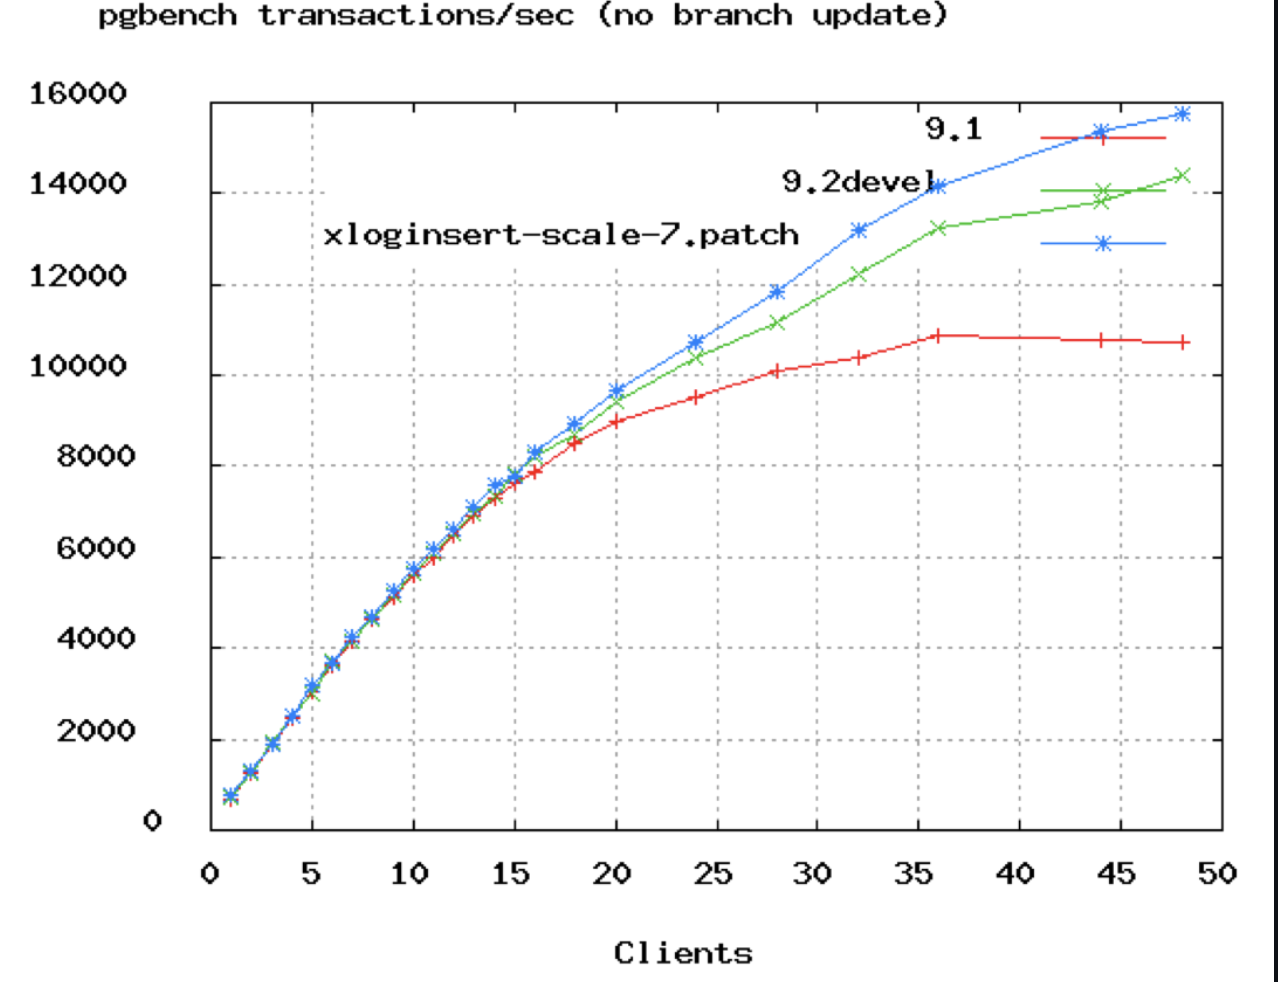 pgbench transactions/sec (no branch update)
16000
9.1
14000
9.2devel
xloginsert-scale-7.patch
12000
10000
8000
6000
4000
2000
0
0 5 10 15 20 25 30 35 40 45 50
Clients